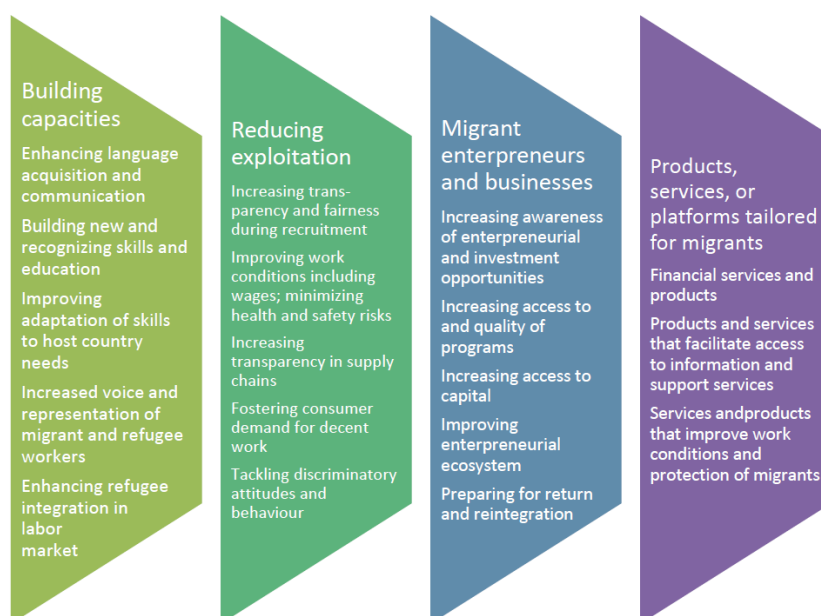 Building
capacities
Enhancing language
acquisition and
communication
Building new and
recognizing skills and
education
Improving
adaptation of skills
to host country
needs
Increased voice and
representation of
migrant and refugee
workers
Enhancing refugee
integration in
labor
market
Reducing
exploitation
Increasing trans-
parency and fairness
during recruitment
Improving work
conditions including
wages; minimizing
health and safety risks
Increasing
transparency in supply
chains
Fostering consumer
demand for decent
work
Tackling discriminatory
attitudes and
behaviour
Migrant
enterpreneurs
and businesses
Increasing awareness
of enterpreneurial
and investment
opportunities
Increasing access to
and quality of
programs
Increasing access to
capital
Improving
enterpreneurial
ecosystem
Preparing for return
and reintegration
Products,
services, or
platforms tailored
for migrants
Financial services and
products
Products and services
that facilitate access
to information and
support services
Services andproducts
that improve work
conditions and
protection of migrants